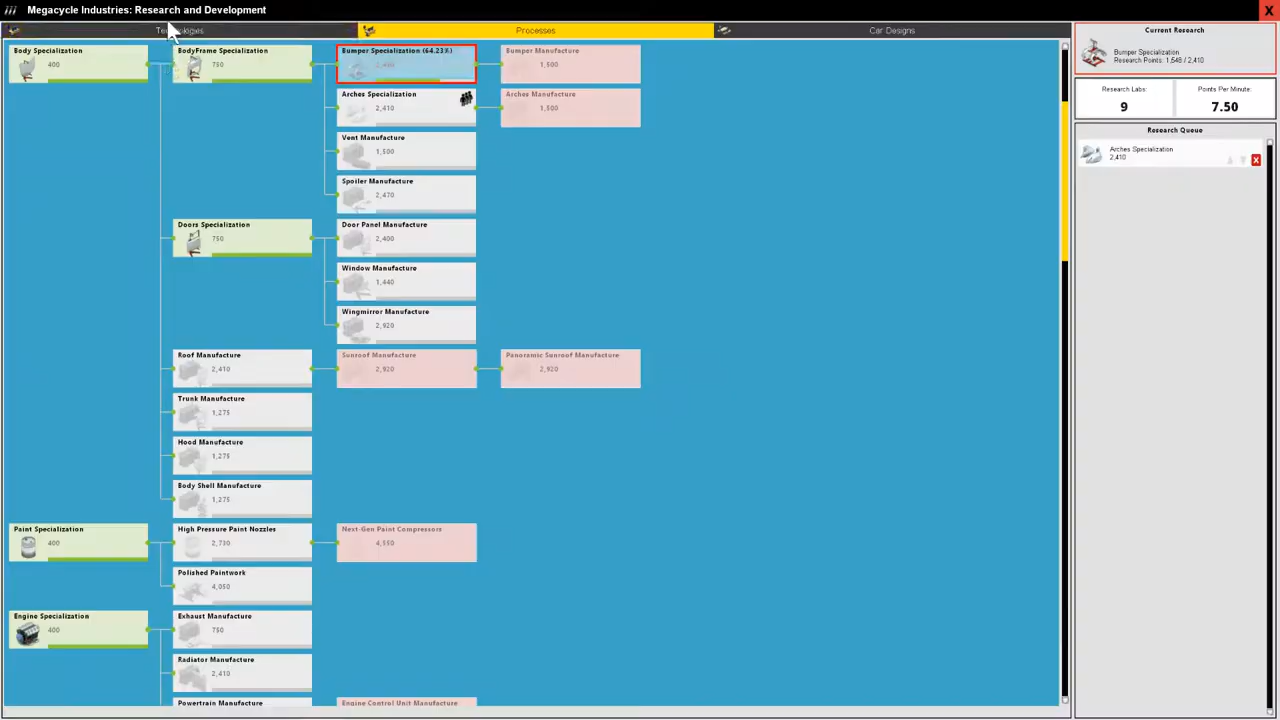 Megacycle Industries: Research and Development
X
Technologies
Processes
Car Designs
Body Specialization
400
BodyFrame Specialization
750
Bumper Specialization (64.23%)
Bumper Manufacture
1,500
Arches Specialization
2,410
Arches Manufacture
1,500
Vent Manufacture
1,500
Spoiler Manufacture
2,470
Doors Specialization
750
Door Panel Manufacture
2,400
Window Manufacture
1,440
Wingmirror Manufacture
2,920
Roof Manufacture
2,410
Sunroof Manufacture
2,920
Panoramic Sunroof Manufacture
2,920
Trunk Manufacture
1,275
Hood Manufacture
1,275
Body Shell Manufacture
1,275
Paint Specialization
400
High Pressure Paint Nozzles
2,730
Next-Gen Paint Compressors
4,950
Polished Paintwork
4,050
Engine Specialization
400
Exhaust Manufacture
750
Radiator Manufacture
2,410
Powertrain Manufacture
Engine Control Unit Manufacture
Current Research
Bumper Specialization
Research Points: 1,548 / 2,410
Research Labs:
9
Points Per Minute:
7.50
Research Queue
Arches Specialization
2,410
X